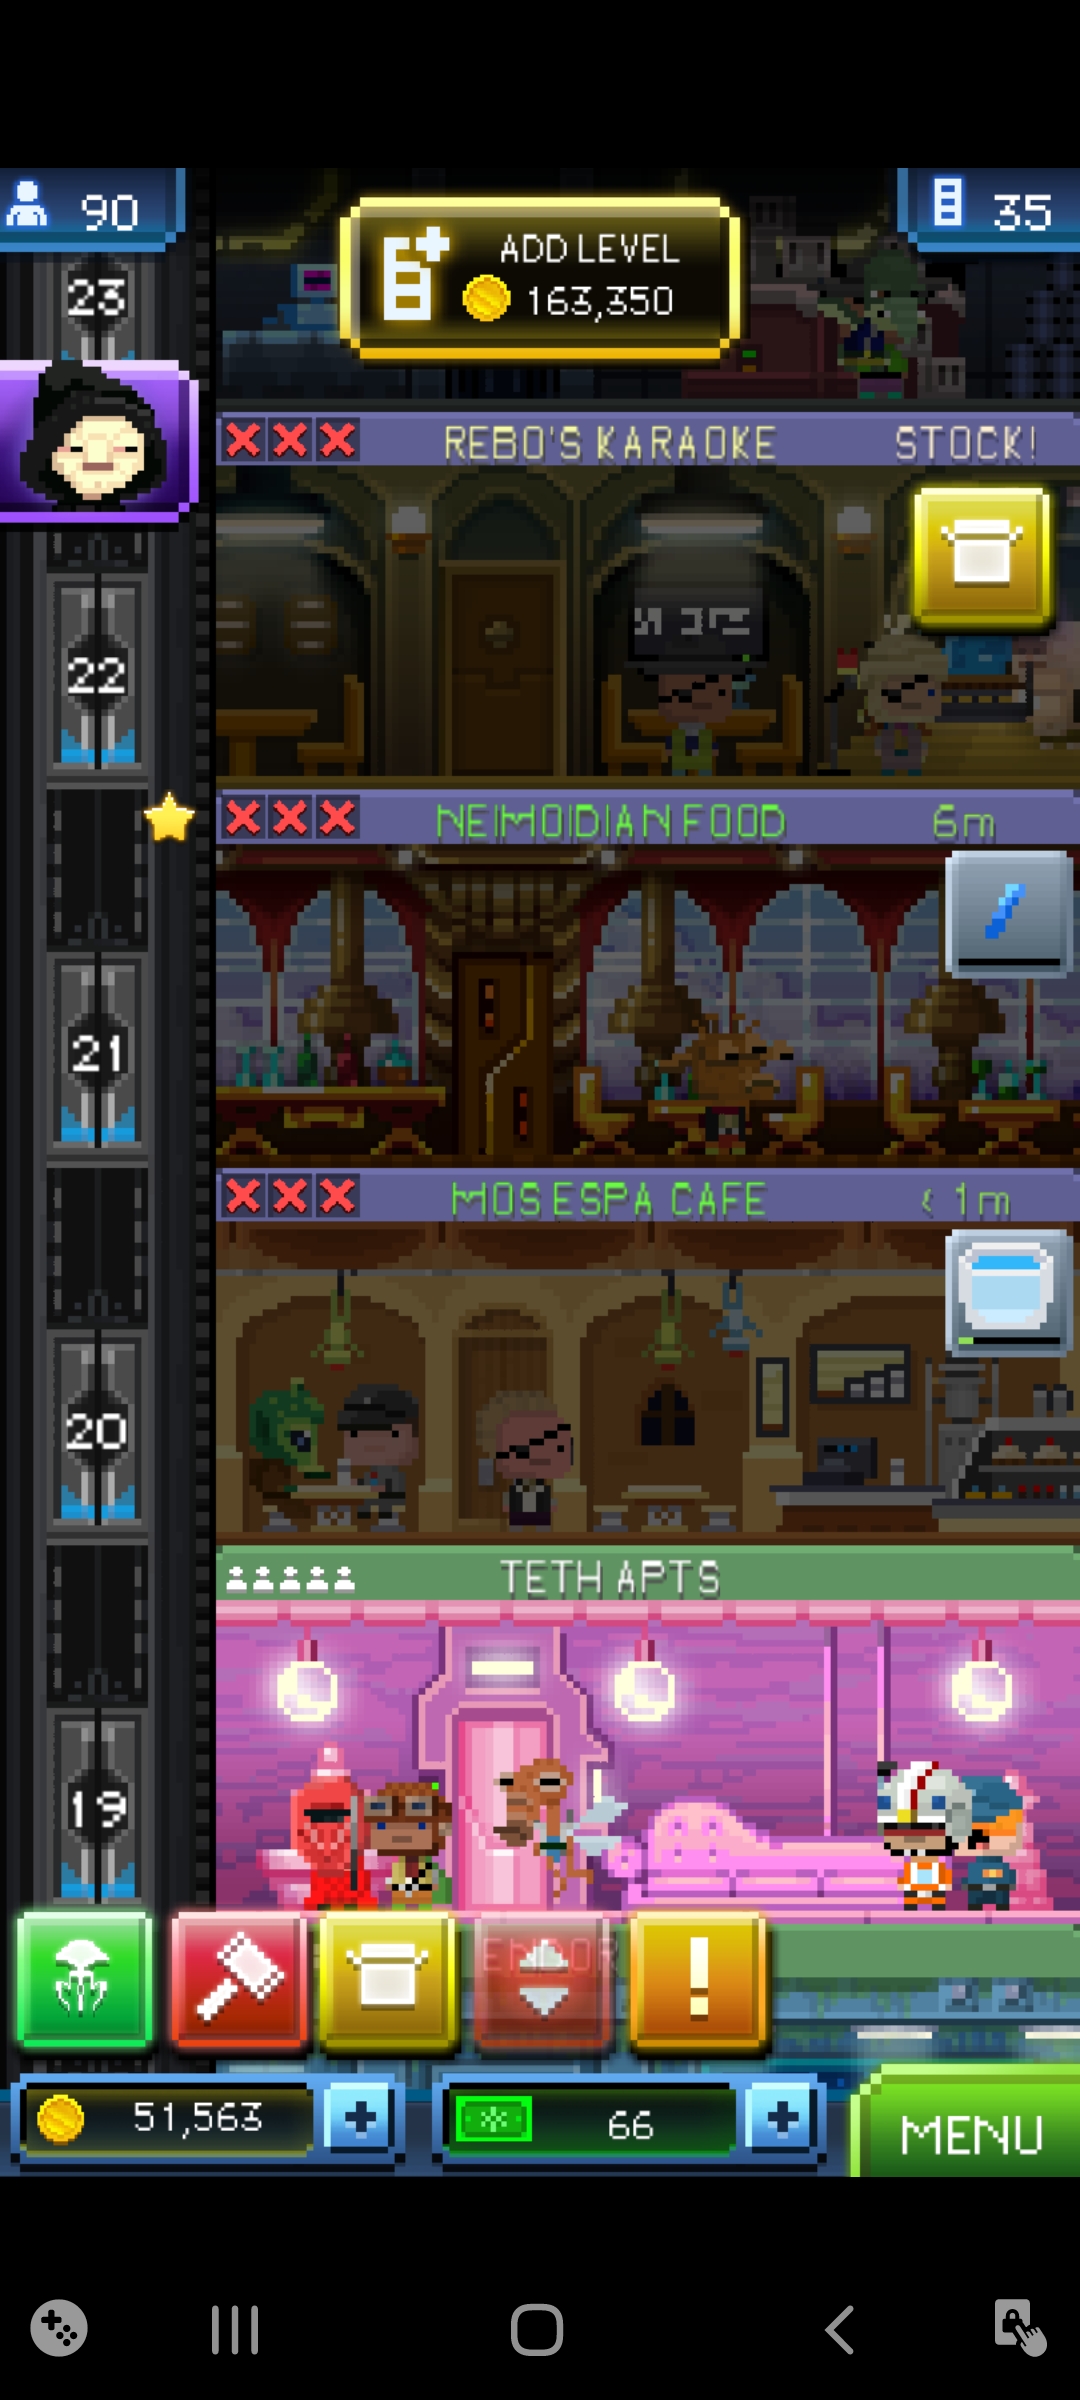 90
ADD LEVEL
163,350
35
23
REBO'S KARAOKE STOCK!
22
NEIMOIDIAN FOOD 6m
21
MOS ESPA CAFE < 1m
20
TETH APTS
19
ENDOR
51,563
66
MENU